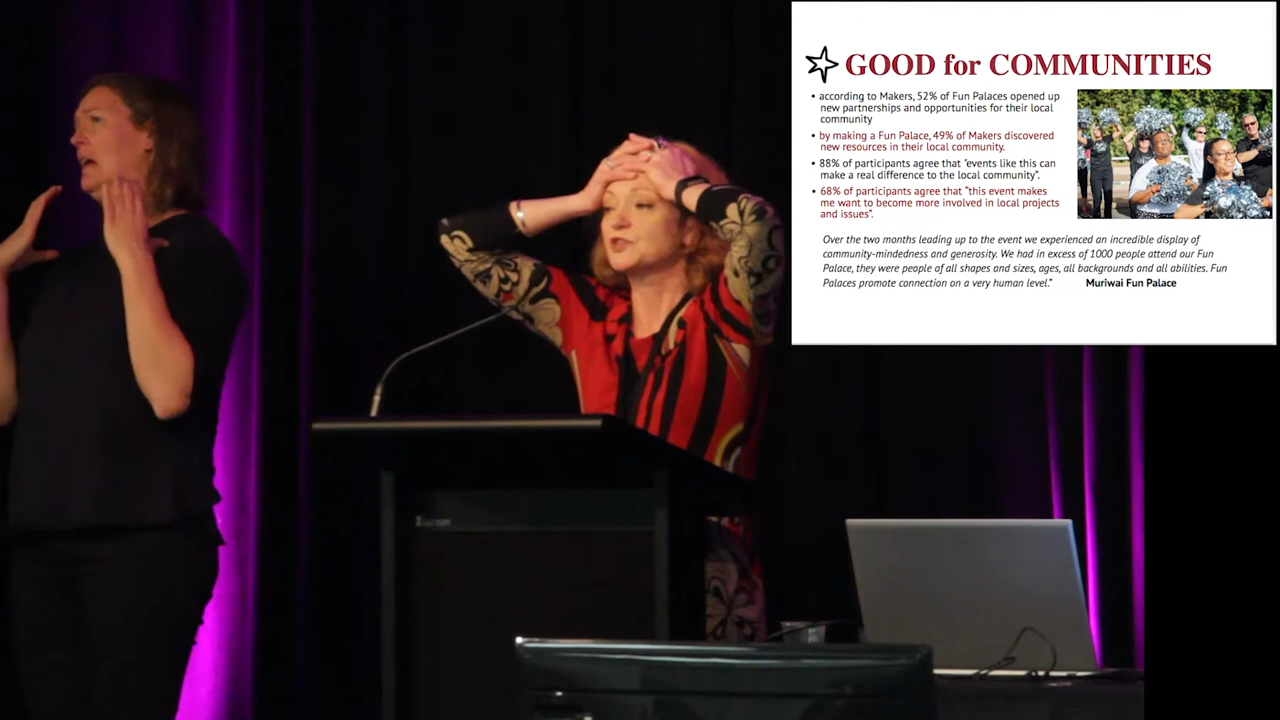 GOOD for COMMUNITIES
• according to Makers, 52% of Fun Palaces opened up
new partnerships and opportunities for their local
community
• by making a Fun Palace, 49% of Makers discovered
new resources in their local community.
• 88% of participants agree that "events like this can
make a real difference to the local community".
• 68% of participants agree that "this event makes
me want to become more involved in local projects
and issues".
Over the two months leading up to the event we experienced an incredible display of
community-mindedness and generosity. We had in excess of 1000 people attend our Fun
Palace, they were people of all shapes and sizes, ages, all backgrounds and all abilities. Fun
Palaces promote connection on a very human level." Muriwai Fun Palace